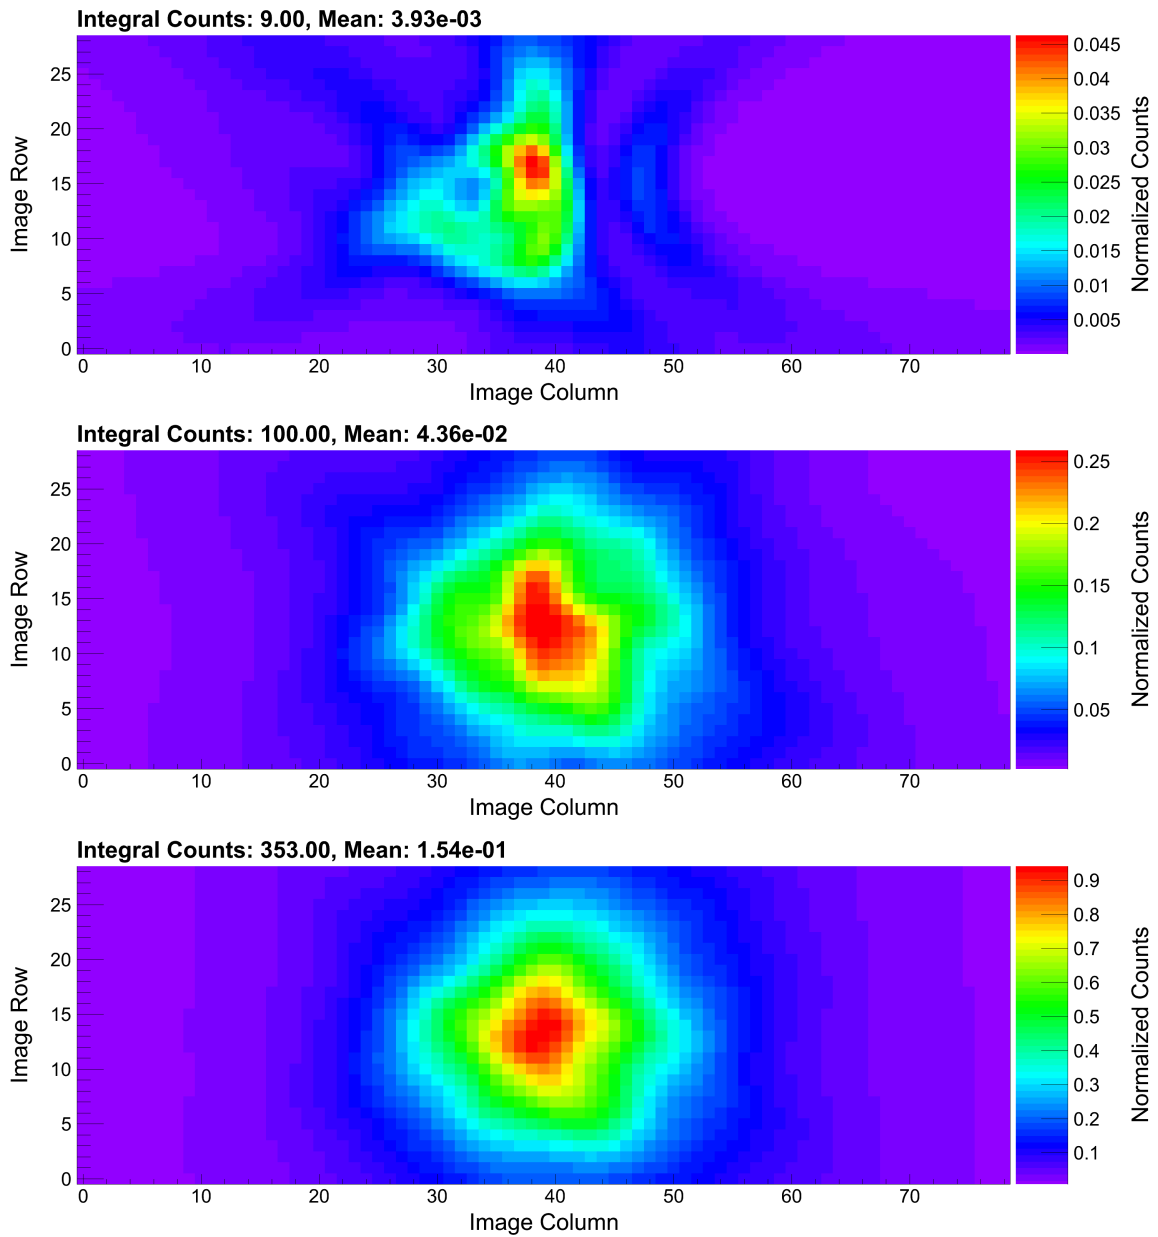 Integral Counts: 9.00, Mean: 3.93e-03
25
20
15
10
5
0
Image Row
0 10 20 30 40 50 60 70
Image Column
0.045
0.04
0.035
0.03
0.025
0.02
0.015
0.01
0.005
Normalized Counts
Integral Counts: 100.00, Mean: 4.36e-02
25
20
15
10
5
0
Image Row
0 10 20 30 40 50 60 70
Image Column
0.25
0.2
0.15
0.1
0.05
Normalized Counts
Integral Counts: 353.00, Mean: 1.54e-01
25
20
15
10
5
0
Image Row
0 10 20 30 40 50 60 70
Image Column
0.9
0.8
0.7
0.6
0.5
0.4
0.3
0.2
0.1
Normalized Counts